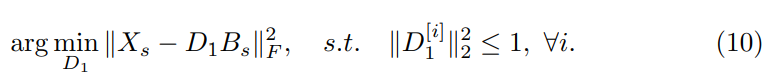 arg min_{D_1} ‖X_s − D_1 B_s‖_F^2,   s.t.   ‖D_1^{[i]}‖_2^2 ≤ 1, ∀i.   (10)